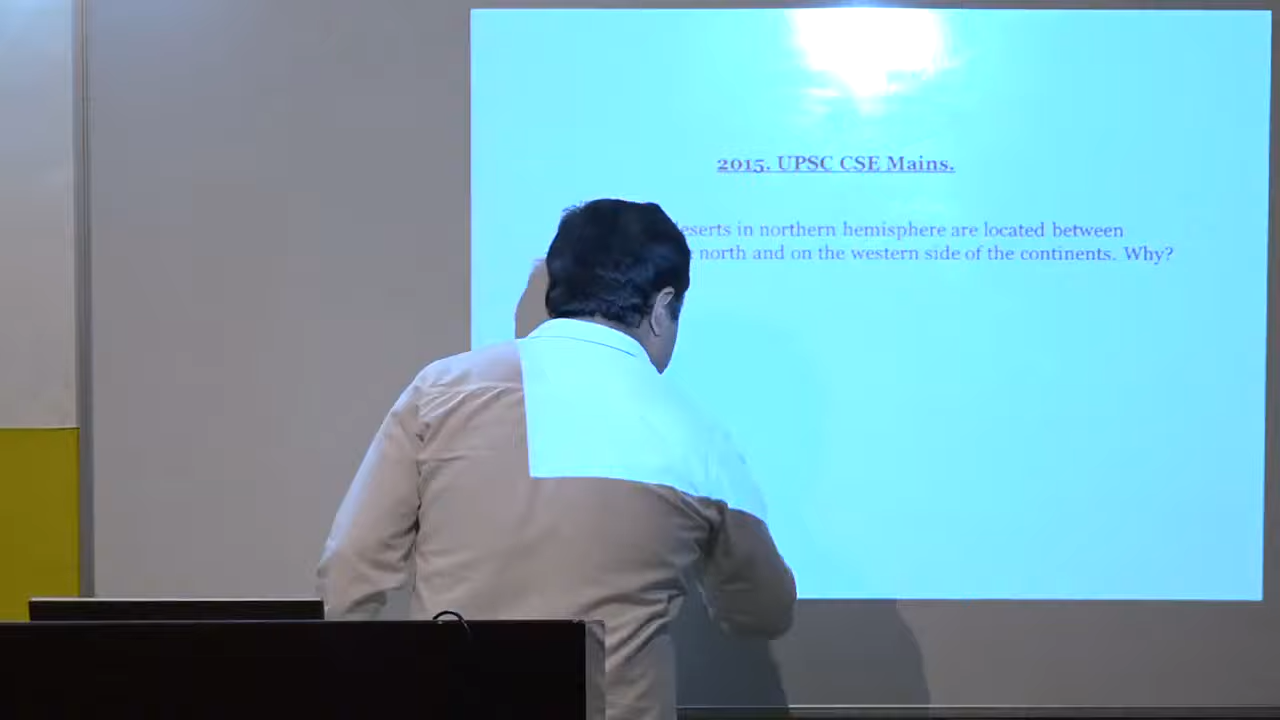 2015. UPSC CSE Mains.
deserts in northern hemisphere are located between
north and on the western side of the continents. Why?